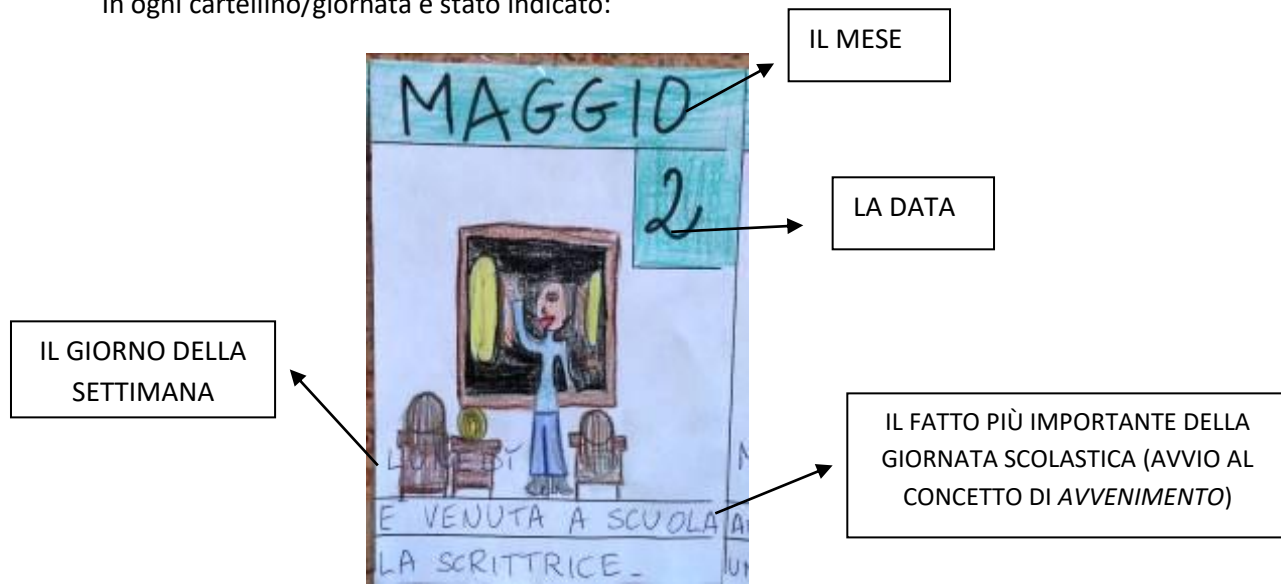 In ogni cartellino/giornata è stato indicato:
IL MESE
MAGGIO
2
LA DATA
IL GIORNO DELLA
SETTIMANA
LUNEDÌ
IL FATTO PIÙ IMPORTANTE DELLA
GIORNATA SCOLASTICA (AVVIO AL
CONCETTO DI AVVENIMENTO)
E VENUTA A SCUOLA
LA SCRITTRICE_